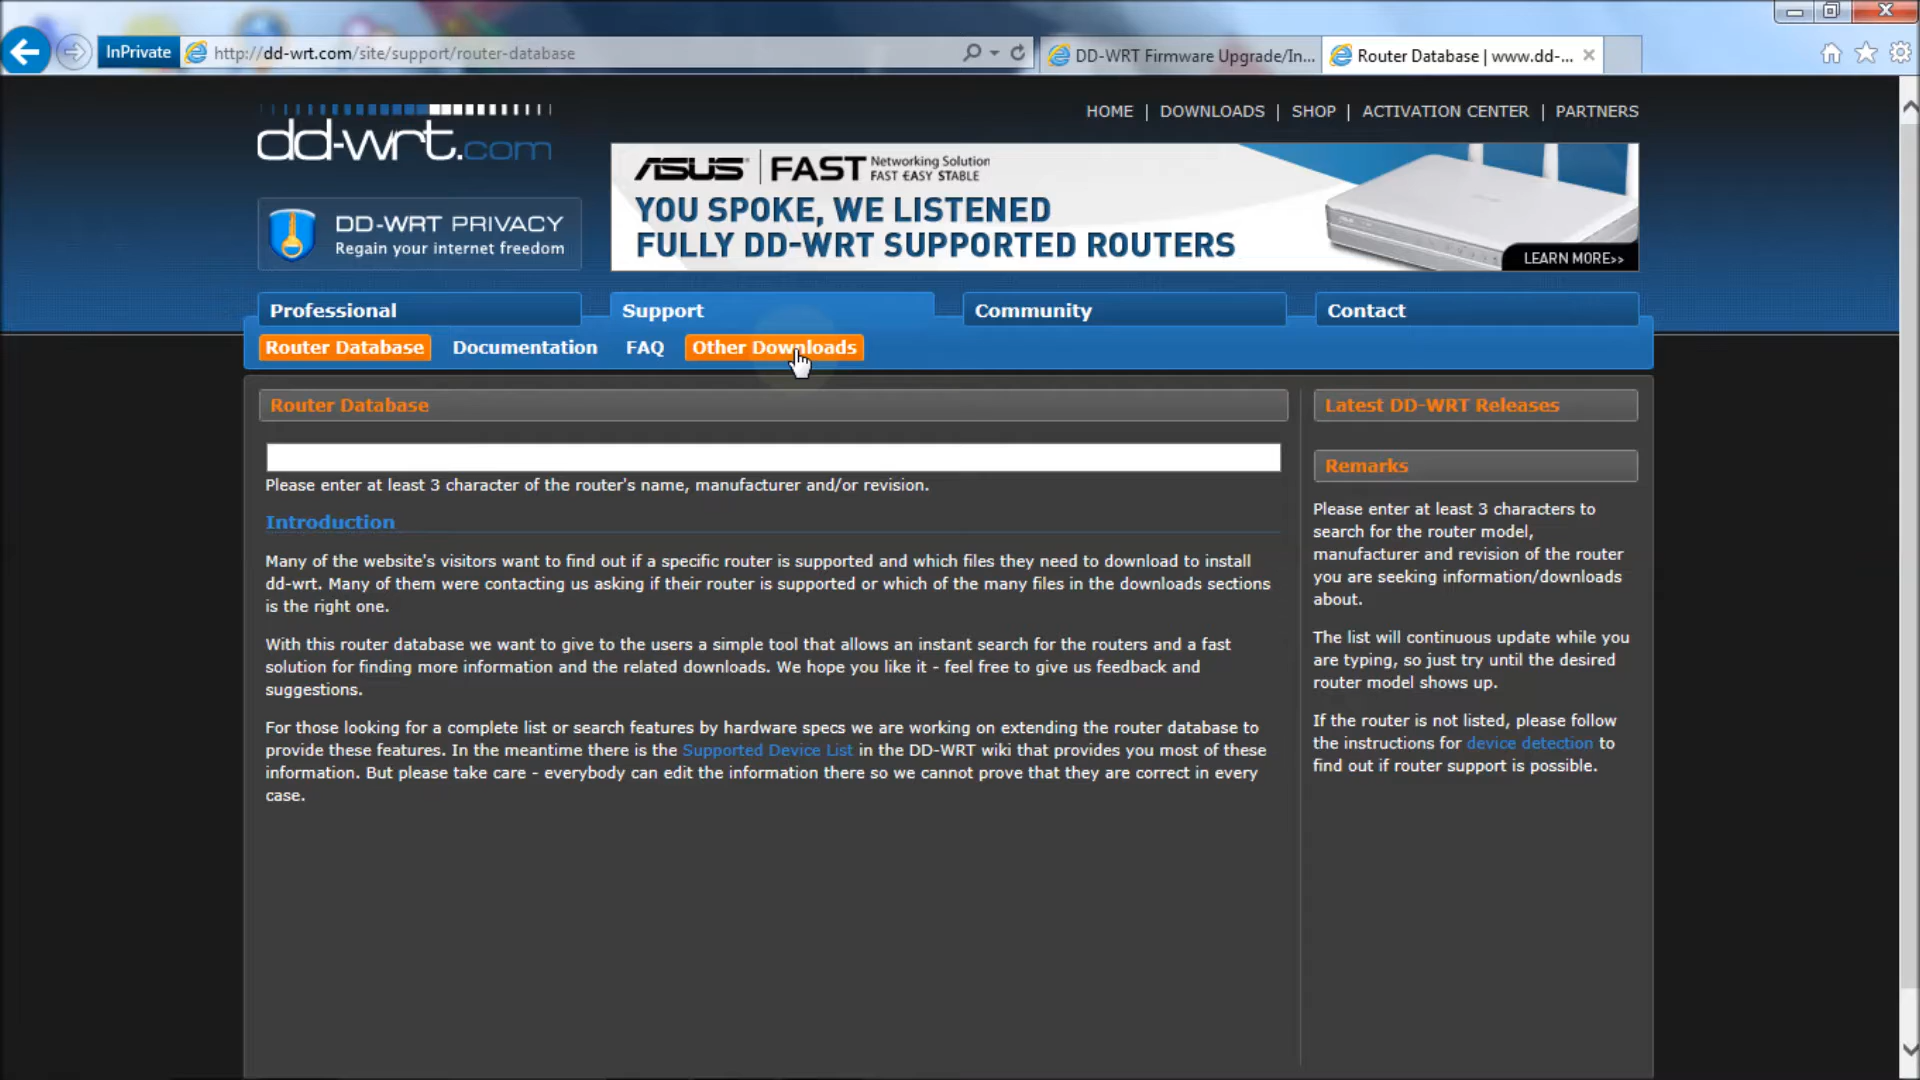 InPrivate
http://dd-wrt.com/site/support/router-database
DD-WRT Firmware Upgrade/In...
Router Database | www.dd-...
dd-wrt.com
HOME | DOWNLOADS | SHOP | ACTIVATION CENTER | PARTNERS
DD-WRT PRIVACY
Regain your internet freedom
ASUS FAST Networking Solution
FAST EASY STABLE
YOU SPOKE, WE LISTENED
FULLY DD-WRT SUPPORTED ROUTERS
LEARN MORE>>
Professional
Support
Community
Contact
Router Database
Documentation
FAQ
Other Downloads
Router Database
Please enter at least 3 character of the router's name, manufacturer and/or revision.
Introduction
Many of the website's visitors want to find out if a specific router is supported and which files they need to download to install
dd-wrt. Many of them were contacting us asking if their router is supported or which of the many files in the downloads sections
is the right one.
With this router database we want to give to the users a simple tool that allows an instant search for the routers and a fast
solution for finding more information and the related downloads. We hope you like it - feel free to give us feedback and
suggestions.
For those looking for a complete list or search features by hardware specs we are working on extending the router database to
provide these features. In the meantime there is the Supported Device List in the DD-WRT wiki that provides you most of these
information. But please take care - everybody can edit the information there so we cannot prove that they are correct in every
case.
Latest DD-WRT Releases
Remarks
Please enter at least 3 characters to
search for the router model,
manufacturer and revision of the router
you are seeking information/downloads
about.
The list will continuous update while you
are typing, so just try until the desired
router model shows up.
If the router is not listed, please follow
the instructions for device detection to
find out if router support is possible.